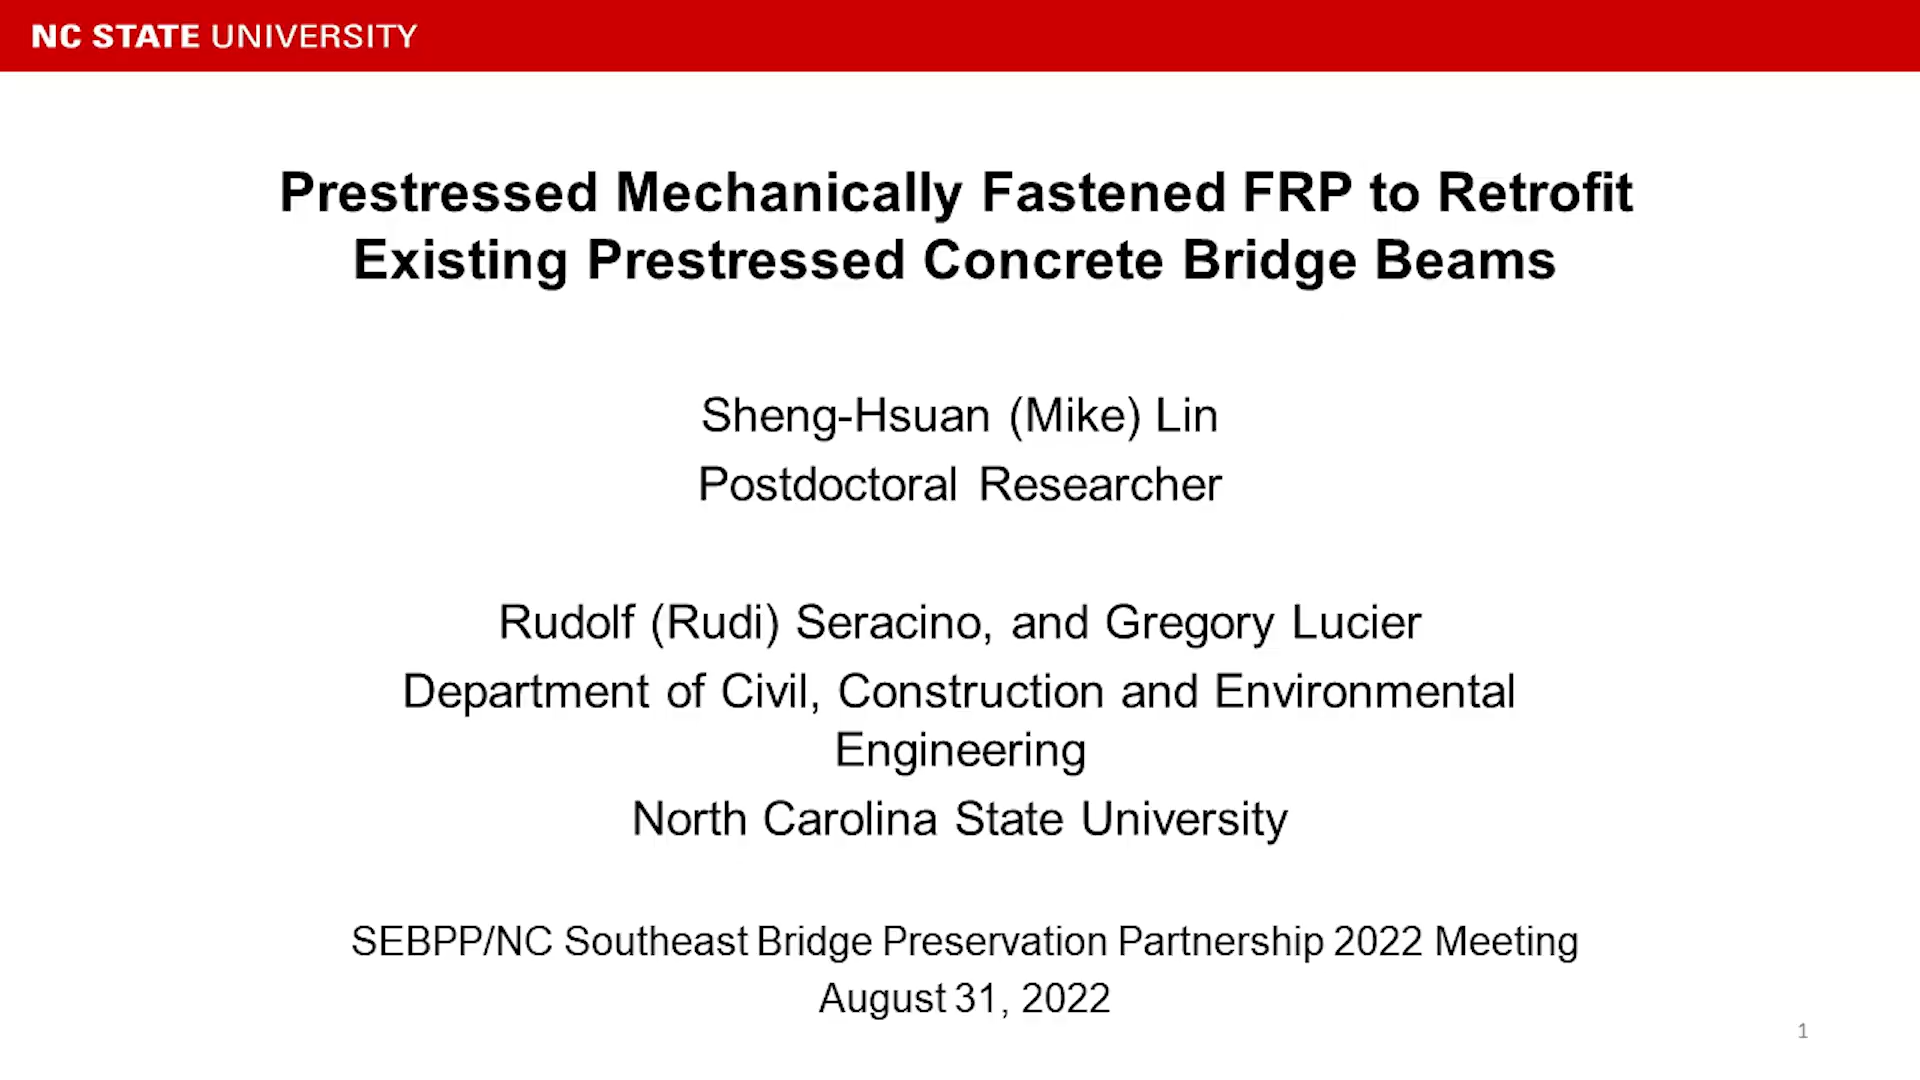 NC STATE UNIVERSITY
Prestressed Mechanically Fastened FRP to Retrofit
Existing Prestressed Concrete Bridge Beams
Sheng-Hsuan (Mike) Lin
Postdoctoral Researcher
Rudolf (Rudi) Seracino, and Gregory Lucier
Department of Civil, Construction and Environmental
Engineering
North Carolina State University
SEBPP/NC Southeast Bridge Preservation Partnership 2022 Meeting
August 31, 2022
1